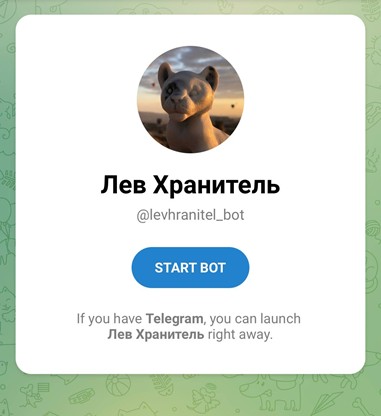 Лев Хранитель
@levhranitel_bot
START BOT
If you have Telegram, you can launch
Лев Хранитель right away.